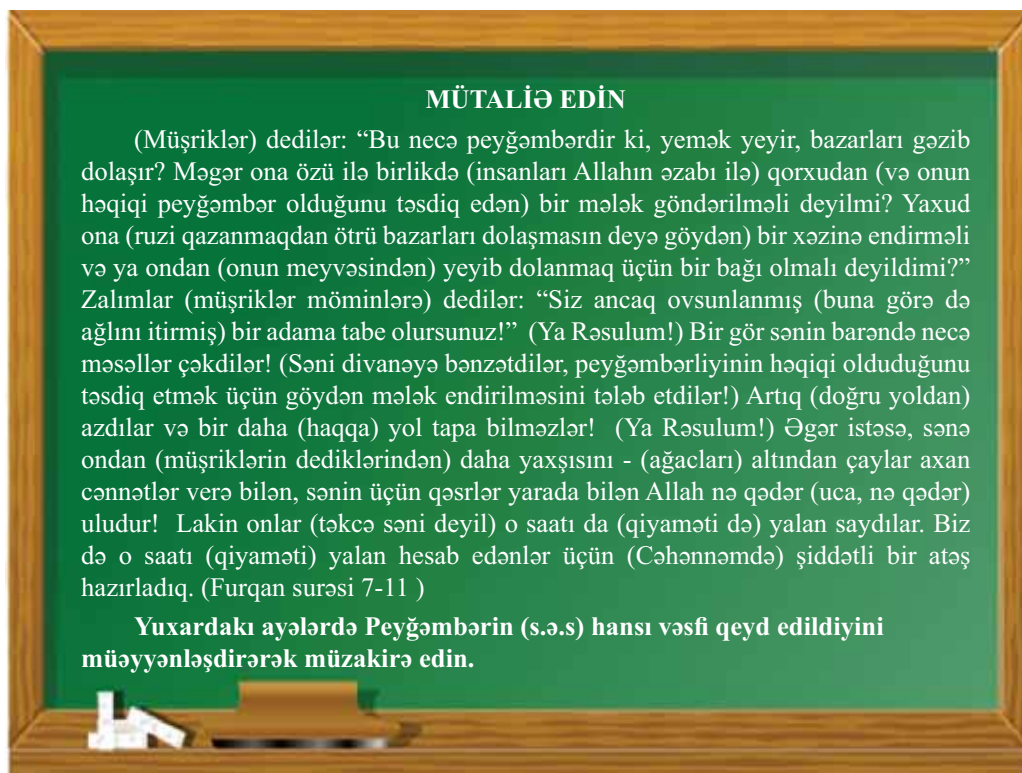 MÜTALİƏ EDİN
(Müşriklər) dedilər: “Bu necə peyğəmbərdir ki, yemək yeyir, bazarları gəzib
dolaşır? Məgər ona özü ilə birlikdə (insanları Allahın əzabı ilə) qorxudan (və onun
həqiqi peyğəmbər olduğunu təsdiq edən) bir mələk göndərilməli deyilmi? Yaxud
ona (ruzi qazanmaqdan ötrü bazarları dolaşmasın deyə göydən) bir xəzinə endirməli
və ya ondan (onun meyvəsindən) yeyib dolanmaq üçün bir bağı olmalı deyildimi?”
Zalımlar (müşriklər möminlərə) dedilər: “Siz ancaq ovsunlanmış (buna görə də
ağlını itirmiş) bir adama tabe olursunuz!” (Ya Rəsulum!) Bir gör sənin barəndə necə
məsəllər çəkdilər! (Səni divanəyə bənzətdilər, peyğəmbərliyinin həqiqi olduduğunu
təsdiq etmək üçün göydən mələk endirilməsini tələb etdilər!) Artıq (doğru yoldan)
azdılar və bir daha (haqqa) yol tapa bilməzlər! (Ya Rəsulum!) Əgər istəsə, sənə
ondan (müşriklərin dediklərindən) daha yaxşısını - (ağacları) altından çaylar axan
cənnətlər verə bilən, sənin üçün qəsrlər yarada bilən Allah nə qədər (uca, nə qədər)
uludur! Lakin onlar (təkcə səni deyil) o saatı da (qiyaməti də) yalan saydılar. Biz
də o saatı (qiyaməti) yalan hesab edənlər üçün (Cəhənnəmdə) şiddətli bir atəş
hazırladıq. (Furqan surəsi 7-11 )
Yuxardakı ayələrdə Peyğəmbərin (s.ə.s) hansı vəsfi qeyd edildiyini
müəyyənləşdirərək müzakirə edin.